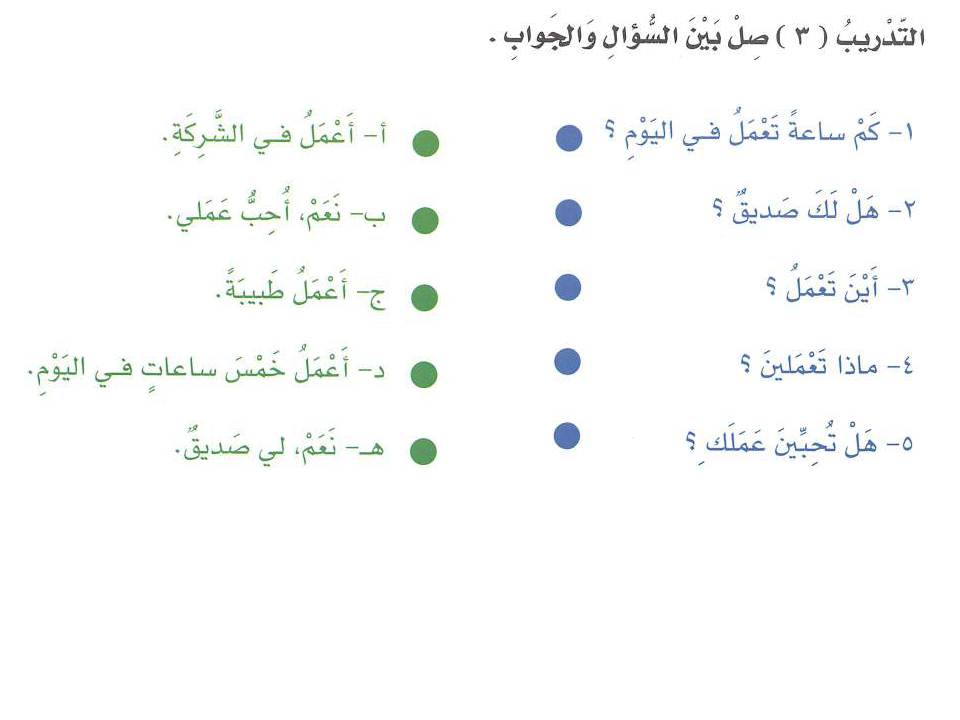 التّدْريبُ ( ٣ ) صِلْ بَيْنَ السُّؤالِ وَالجَوابِ .
١- كَمْ ساعةً تَعْمَلُ فـي اليَوْمِ ؟
أ- أَعْمَلُ فـي الشَّرِكَةِ.
٢- هَلْ لَكَ صَديقٌ ؟
ب- نَعَمْ، أُحِبُّ عَمَلي.
٣- أَيْنَ تَعْمَلُ ؟
ج- أَعْمَلُ طَبيبَةً.
٤- ماذا تَعْمَلينَ ؟
د- أَعْمَلُ خَمْسَ ساعاتٍ فـي اليَوْمِ.
٥- هَلْ تُحِبِّينَ عَمَلَكِ ؟
هـ- نَعَمْ، لي صَديقٌ.